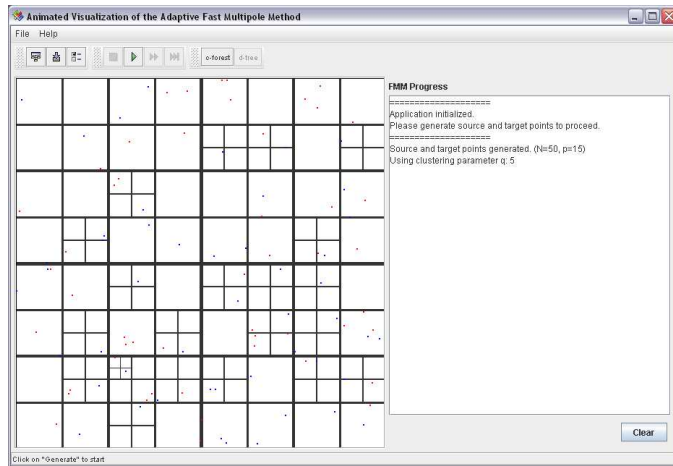 Animated Visualization of the Adaptive Fast Multipole Method
File Help
c-forest d-tree
FMM Progress
====================
Application initialized.
Please generate source and target points to proceed.
====================
Source and target points generated. (N=50, p=15)
Using clustering parameter q: 5
Clear
Click on "Generate" to start